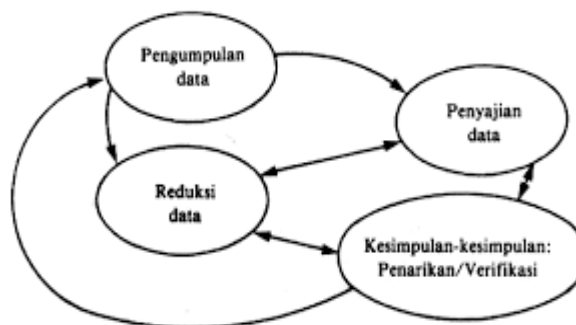 Pengumpulan
data
Penyajian
data
Reduksi
data
Kesimpulan-kesimpulan:
Penarikan/Verifikasi